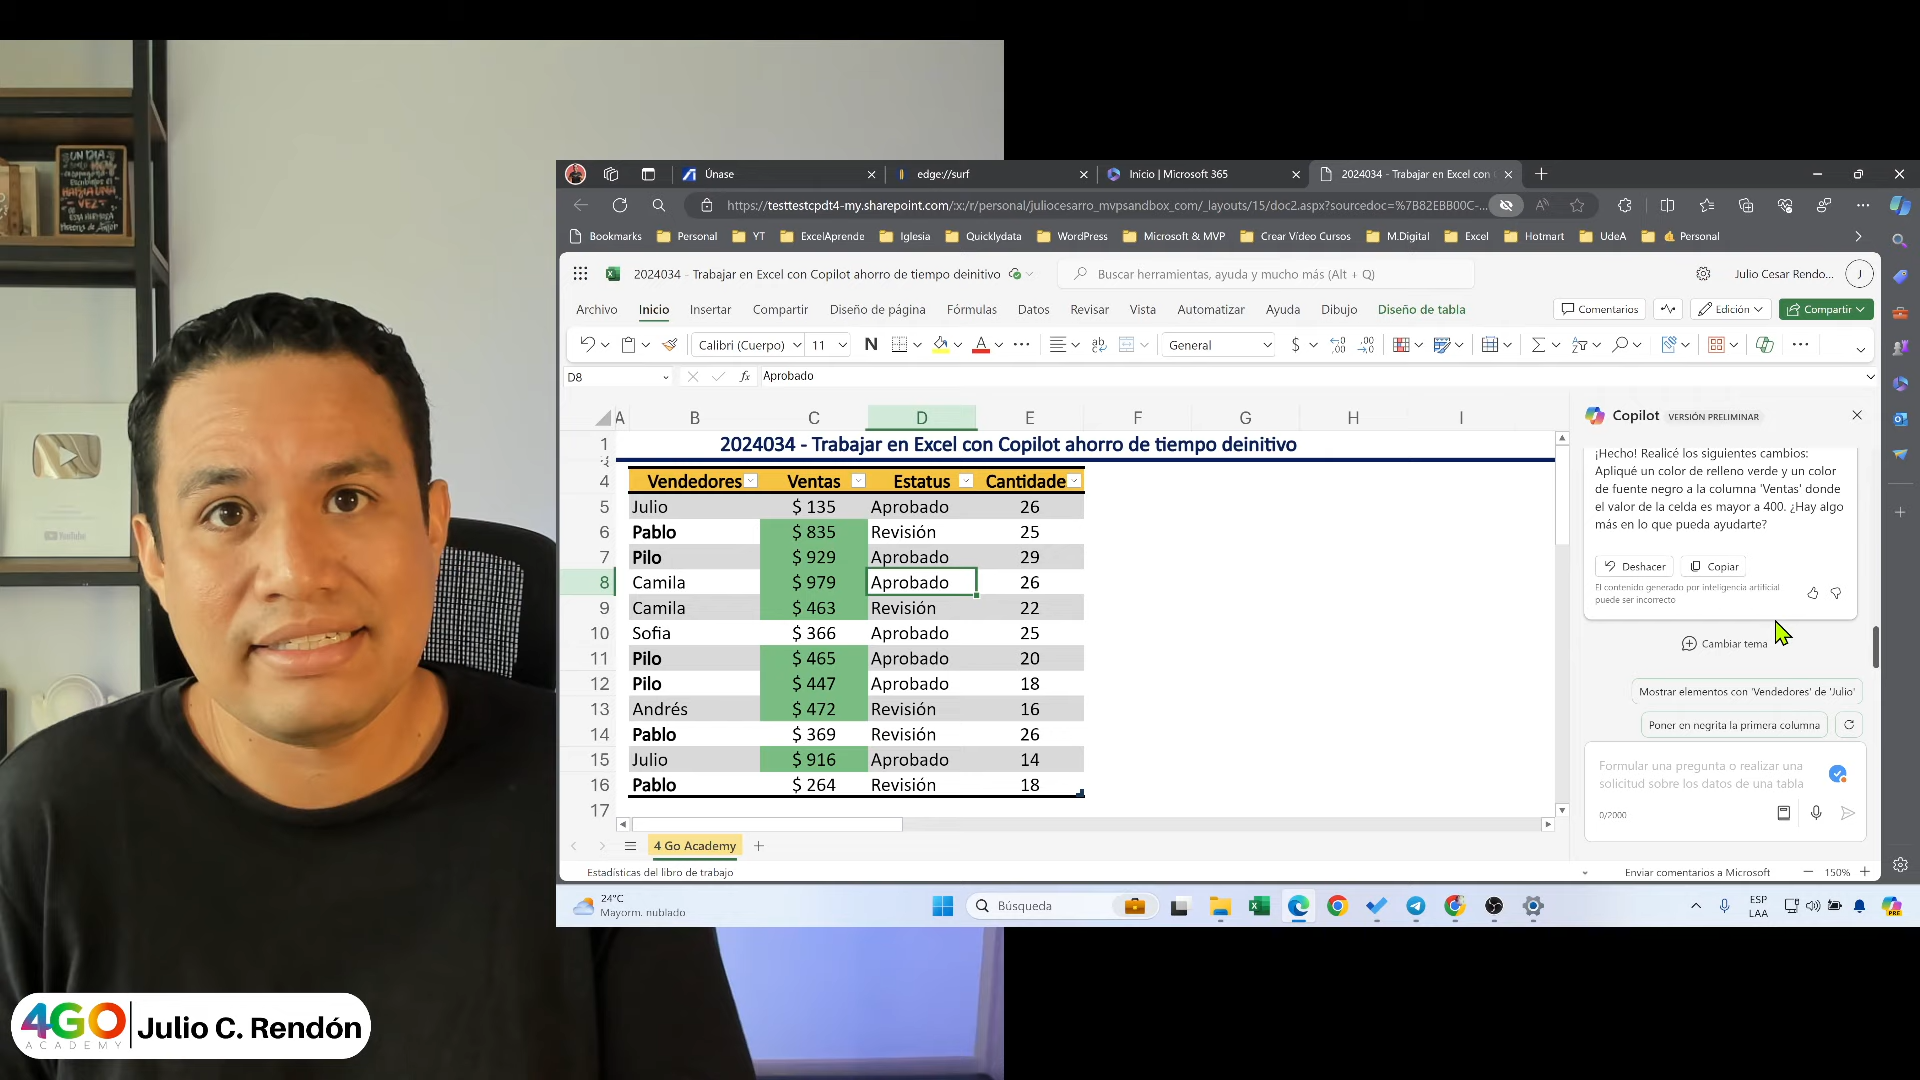 UN DIA
VEZ
YouTube
4GO
ACADEMY
Julio C. Rendón
Únase
edge://surf
Inicio | Microsoft 365
2024034 - Trabajar en Excel con
https://testtestcpdt4-my.sharepoint.com/:x:/r/personal/juliocesarro_mvpsandbox_com/_layouts/15/doc2.aspx?sourcedoc=%7B82EBB00C-...
Bookmarks Personal YT ExcelAprende Iglesia Quicklydata WordPress Microsoft & MVP Crear Vídeo Cursos M.Digital Excel Hotmart UdeA Personal
2024034 - Trabajar en Excel con Copilot ahorro de tiempo deinitivo
Buscar herramientas, ayuda y mucho más (Alt + Q)
Julio Cesar Rendo... J
Archivo Inicio Insertar Compartir Diseño de página Fórmulas Datos Revisar Vista Automatizar Ayuda Dibujo Diseño de tabla
Comentarios Edición Compartir
Calibri (Cuerpo) 11 N A General $
D8 fx Aprobado
A B C D E F G H I
1 2024034 - Trabajar en Excel con Copilot ahorro de tiempo deinitivo
4 Vendedores Ventas Estatus Cantidade
5 Julio $ 135 Aprobado 26
6 Pablo $ 835 Revisión 25
7 Pilo $ 929 Aprobado 29
8 Camila $ 979 Aprobado 26
9 Camila $ 463 Revisión 22
10 Sofia $ 366 Aprobado 25
11 Pilo $ 465 Aprobado 20
12 Pilo $ 447 Aprobado 18
13 Andrés $ 472 Revisión 16
14 Pablo $ 369 Revisión 26
15 Julio $ 916 Aprobado 14
16 Pablo $ 264 Revisión 18
17
4 Go Academy
Estadísticas del libro de trabajo
Enviar comentarios a Microsoft 150%
Copilot VERSIÓN PRELIMINAR
¡Hecho! Realicé los siguientes cambios:
Apliqué un color de relleno verde y un color
de fuente negro a la columna 'Ventas' donde
el valor de la celda es mayor a 400. ¿Hay algo
más en lo que pueda ayudarte?
Deshacer Copiar
El contenido generado por inteligencia artificial
puede ser incorrecto
Cambiar tema
Mostrar elementos con 'Vendedores' de 'Julio'
Poner en negrita la primera columna
Formular una pregunta o realizar una
solicitud sobre los datos de una tabla
0/2000
24°C
Mayorm. nublado
Búsqueda
ESP
LAA
PRE